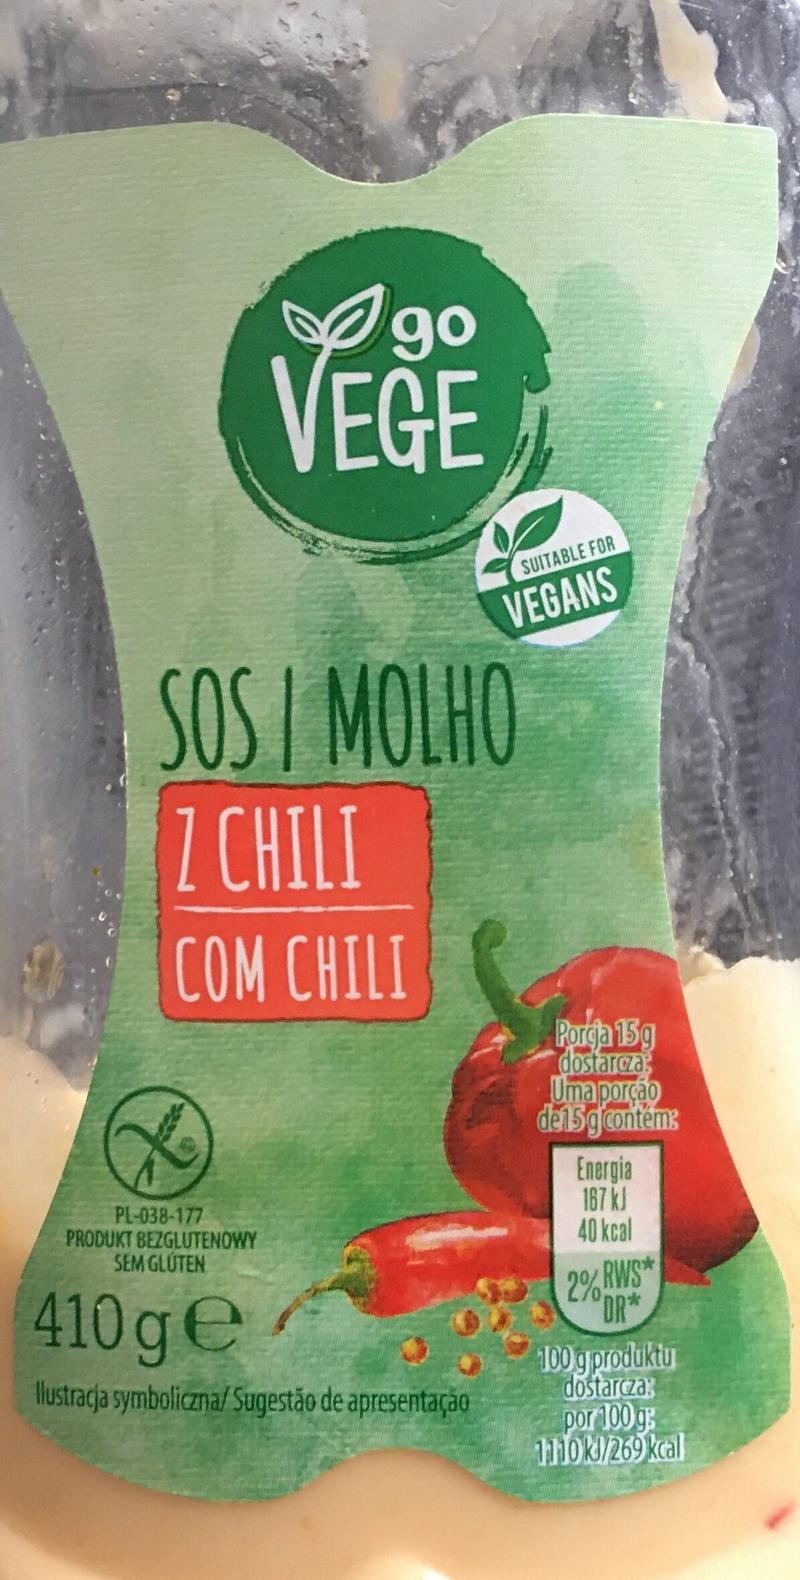 go
VEGE
SUITABLE FOR
VEGANS
SOS | MOLHO
Z CHILI
COM CHILI
Porcja 15 g
dostarcza:
Uma porção
de 15 g contém:
Energia
167 kJ
40 kcal
2% RWS*
DR*
PL-038-177
PRODUKT BEZGLUTENOWY
SEM GLÚTEN
410 g e
Ilustracja symboliczna/ Sugestão de apresentação
100 g produktu
dostarcza:
por 100 g:
1110 kJ/269 kcal